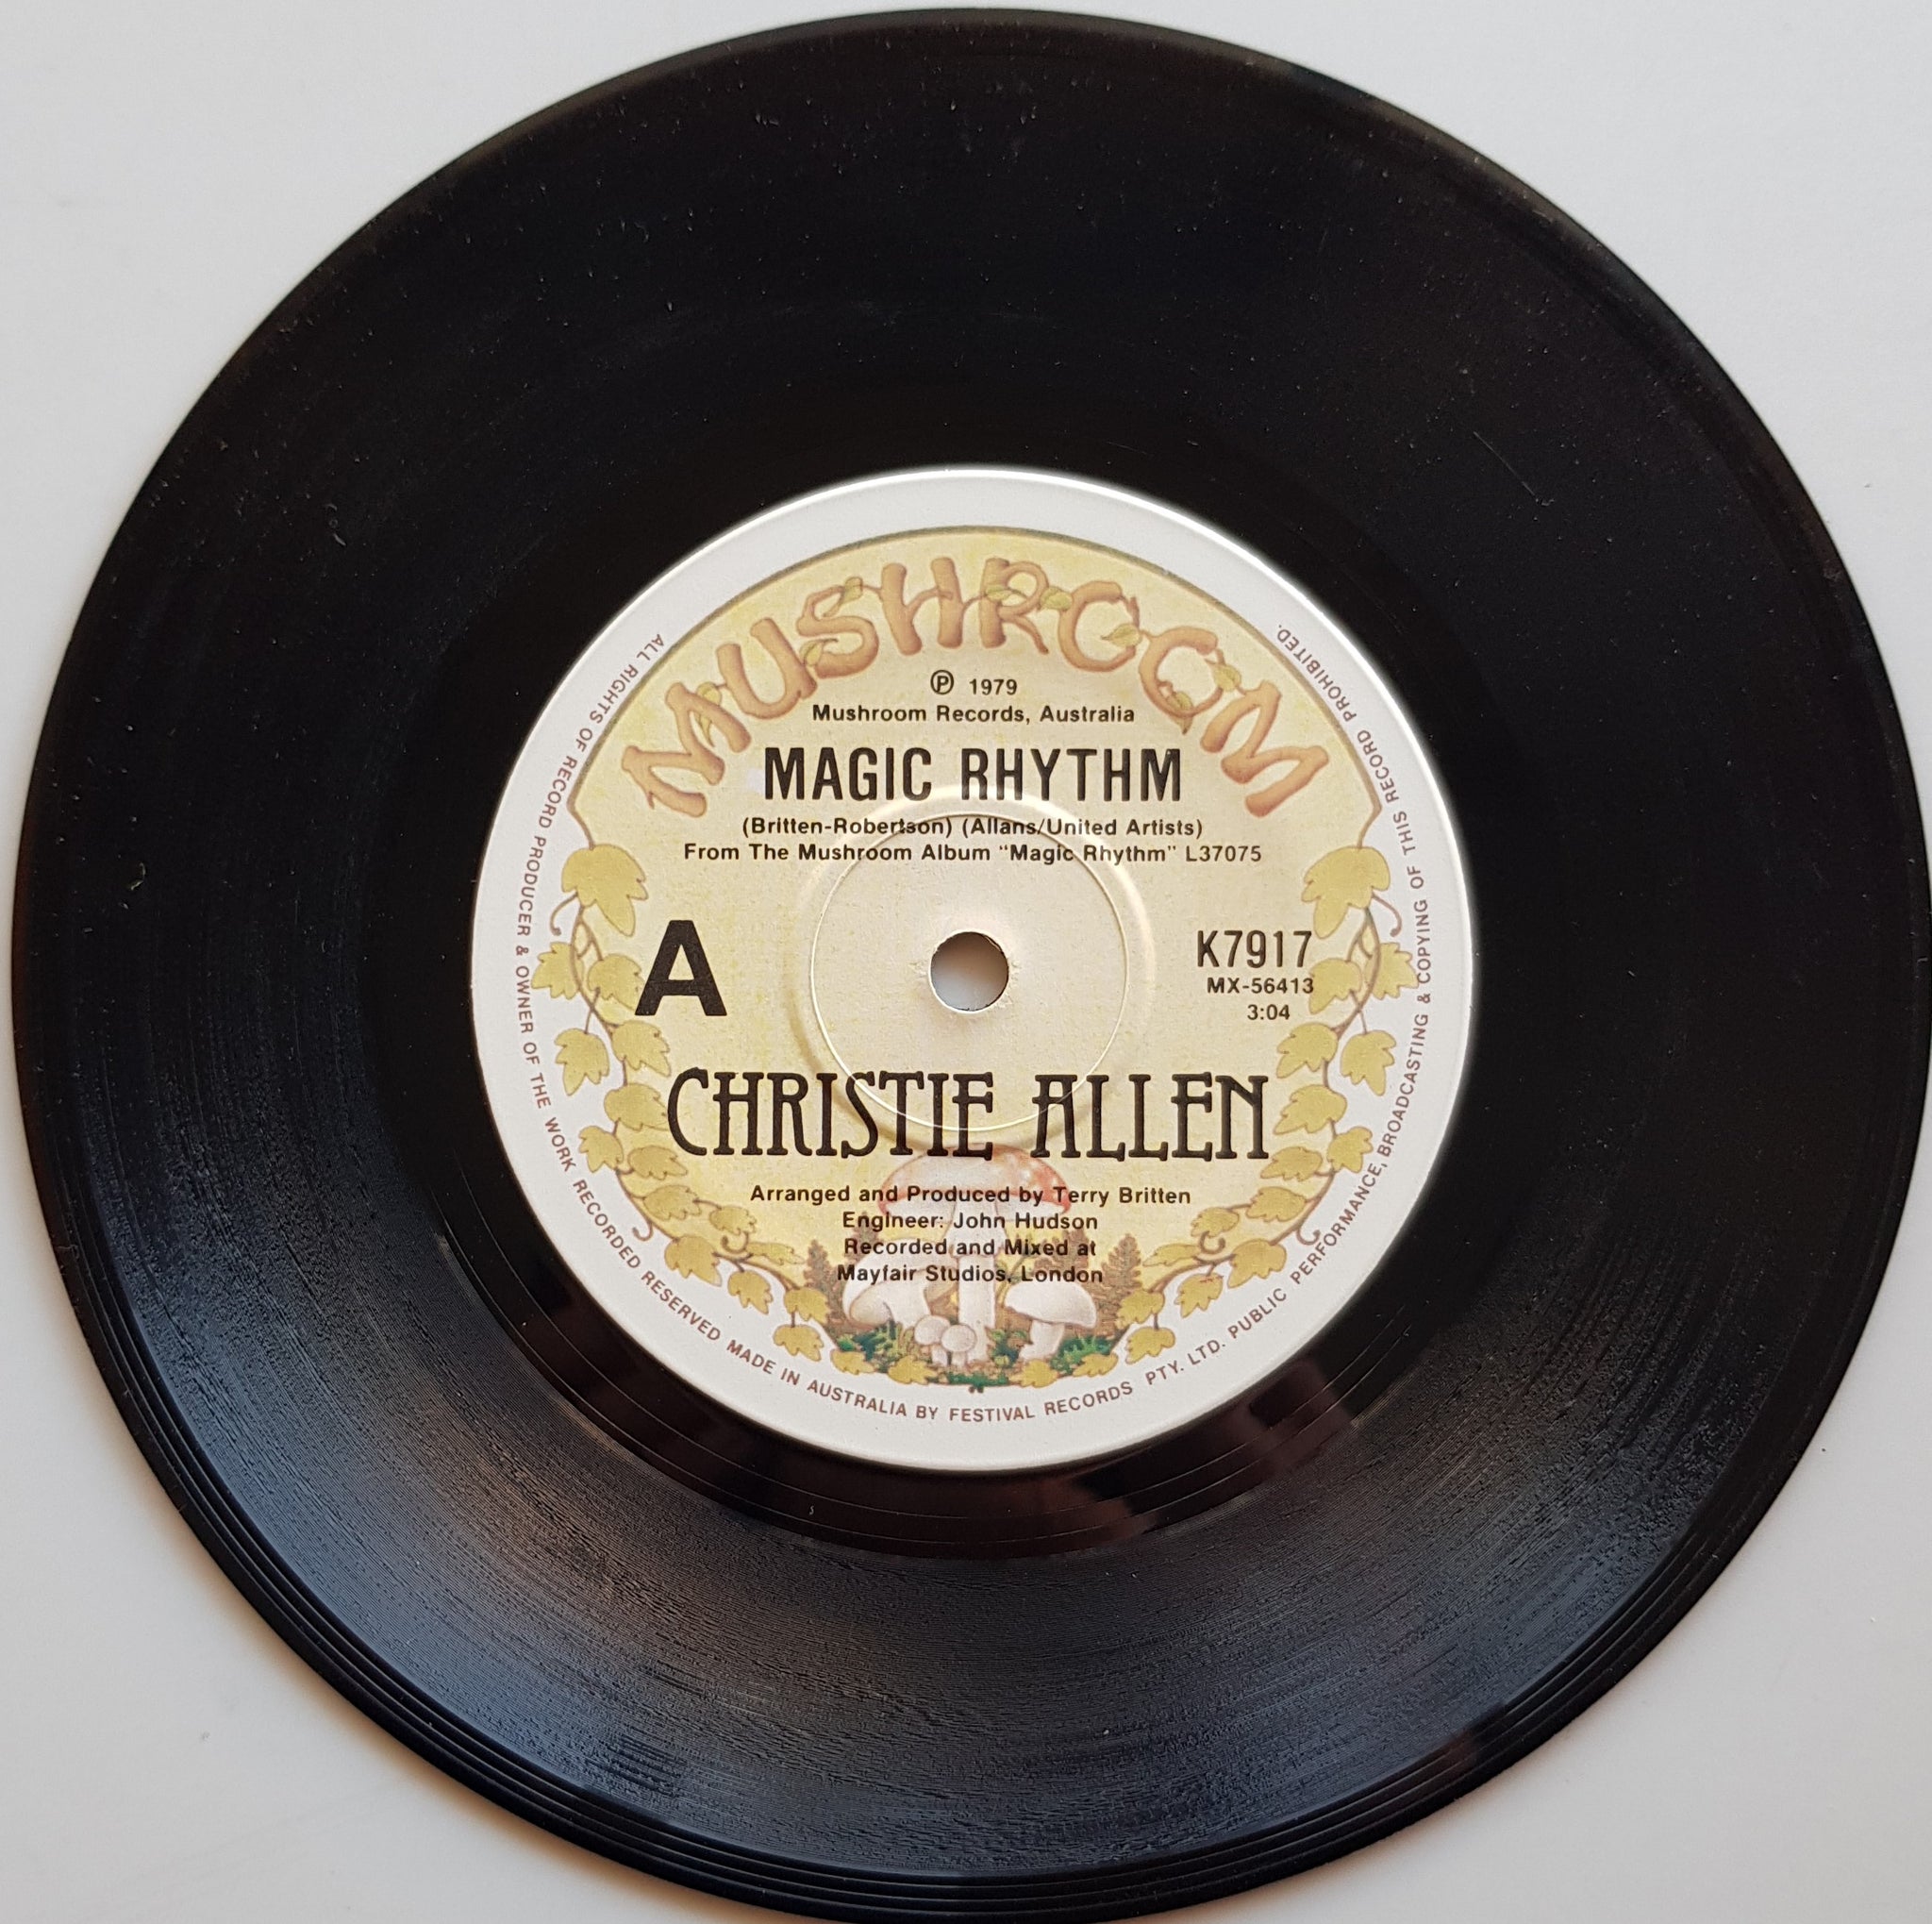 MUSHROOM
℗ 1979
Mushroom Records, Australia
MAGIC RHYTHM
(Britten-Robertson) (Allans/United Artists)
From The Mushroom Album "Magic Rhythm" L37075
A
K7917
MX-56413
3:04
CHRISTIE ALLEN
Arranged and Produced by Terry Britten
Engineer: John Hudson
Recorded and Mixed at
Mayfair Studios, London
ALL RIGHTS OF RECORD PRODUCER & OWNER OF THE WORK RECORDED RESERVED MADE IN AUSTRALIA BY FESTIVAL RECORDS PTY. LTD. PUBLIC PERFORMANCE, BROADCASTING & COPYING OF THIS RECORD PROHIBITED.